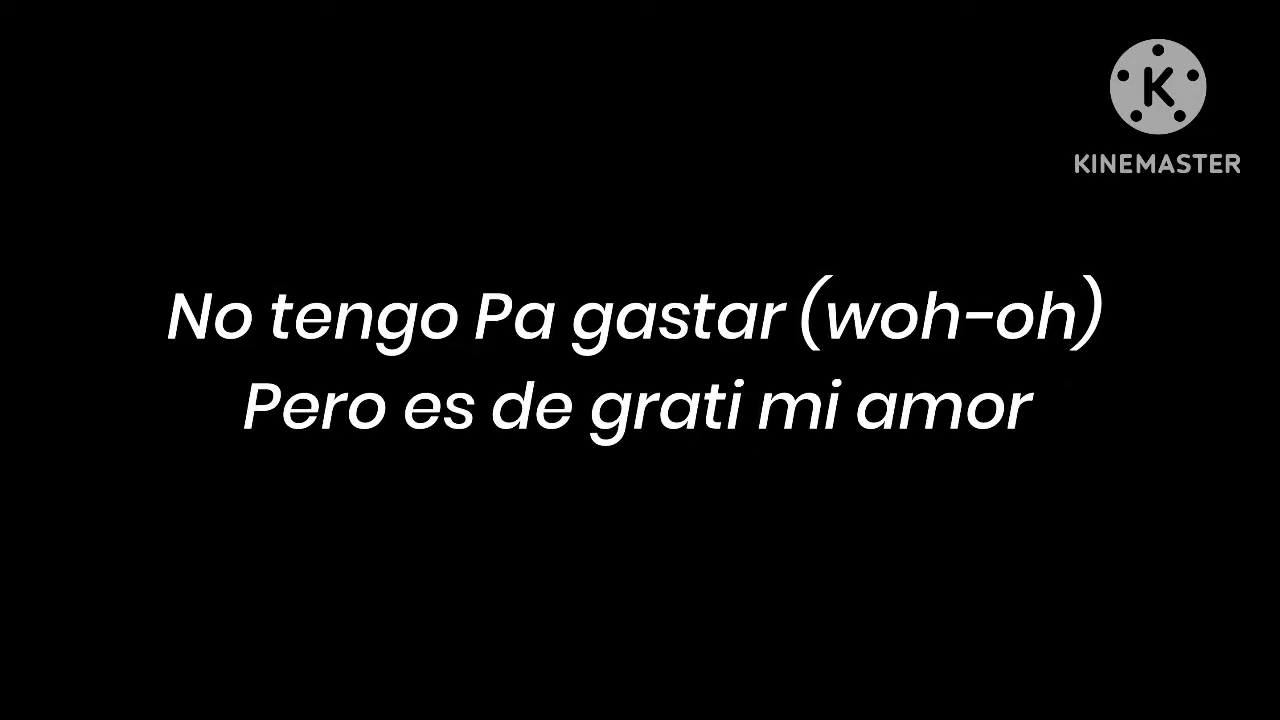 KINEMASTER
No tengo Pa gastar (woh-oh)
Pero es de grati mi amor